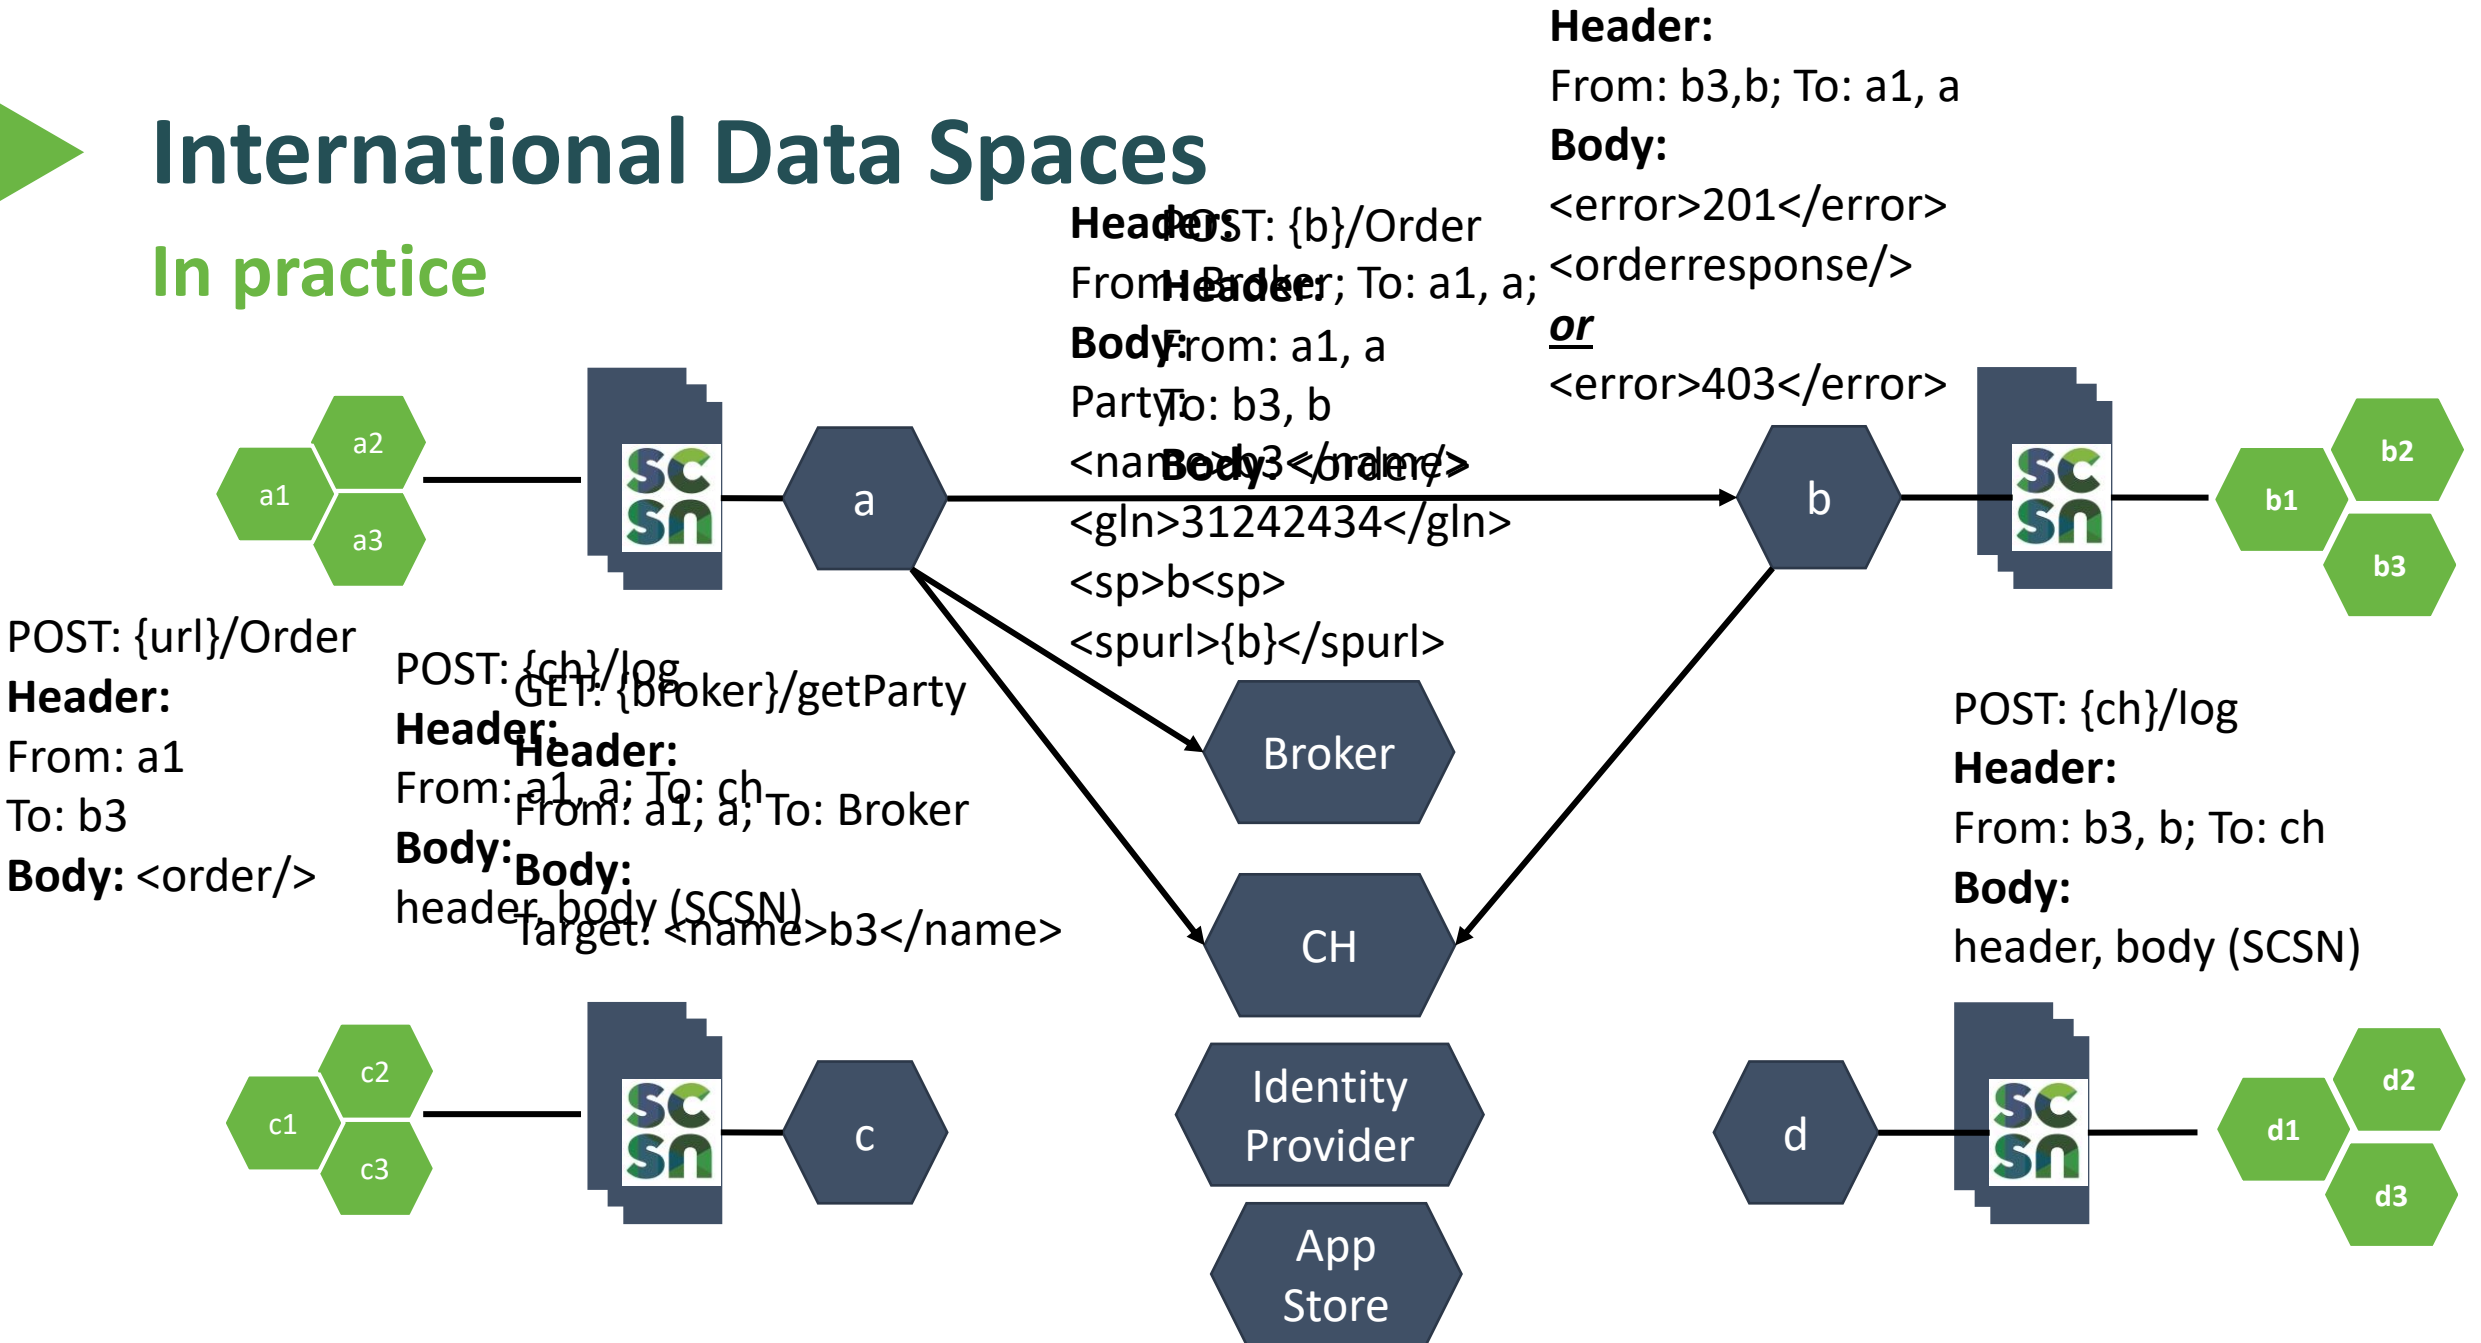 International Data Spaces
In practice
Header:
From: b3,b; To: a1, a
Body:
<error>201</error>
<orderresponse/>
or
<error>403</error>
Header:
From: Broker; To: a1, a;
Body:
Party:
<name>b3</name>
<gln>31242434</gln>
<sp>b<sp>
<spurl>{b}</spurl>
POST: {b}/Order
Header:
From: a1, a
To: b3, b
Body: <order/>
a1
a2
a3
SC
SN
a
b
SC
SN
b1
b2
b3
POST: {url}/Order
Header:
From: a1
To: b3
Body: <order/>
POST: {ch}/log
Header:
From: a1, a; To: ch
Body:
header, body (SCSN)
GET: {broker}/getParty
Header:
From: a1, a; To: Broker
Body:
Target: <name>b3</name>
Broker
CH
Identity
Provider
App
Store
POST: {ch}/log
Header:
From: b3, b; To: ch
Body:
header, body (SCSN)
c1
c2
c3
SC
SN
c
d
SC
SN
d1
d2
d3